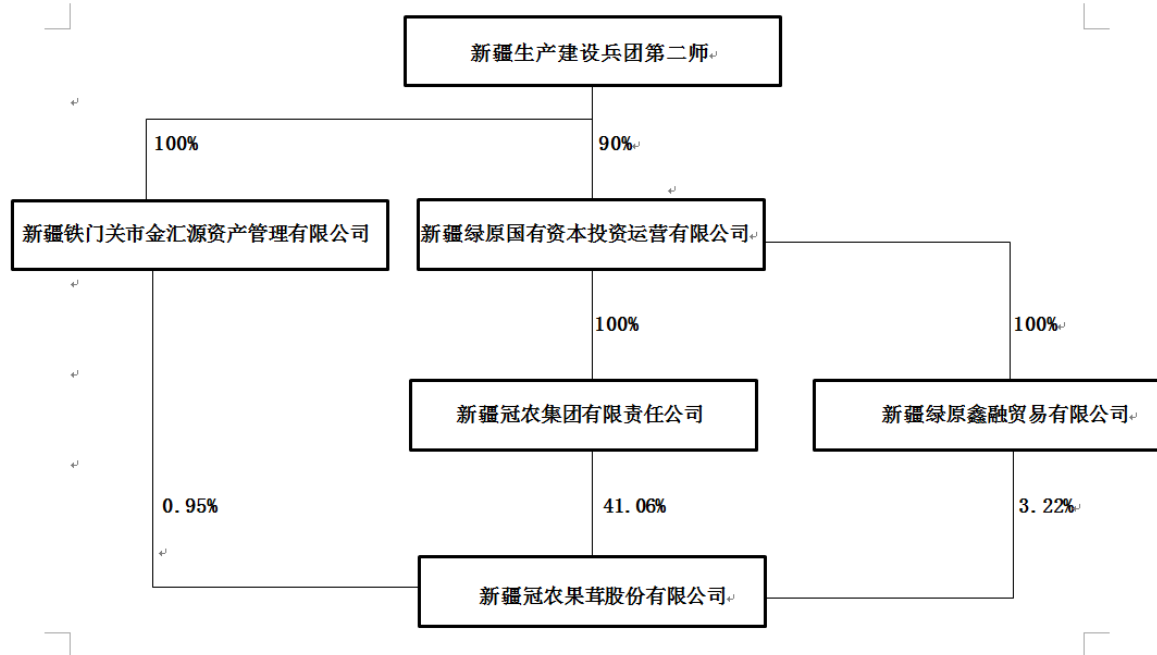 新疆生产建设兵团第二师
100%
90%
新疆铁门关市金汇源资产管理有限公司
新疆绿原国有资本投资运营有限公司
100%
100%
新疆冠农集团有限责任公司
新疆绿原鑫融贸易有限公司
0.95%
41.06%
3.22%
新疆冠农果茸股份有限公司